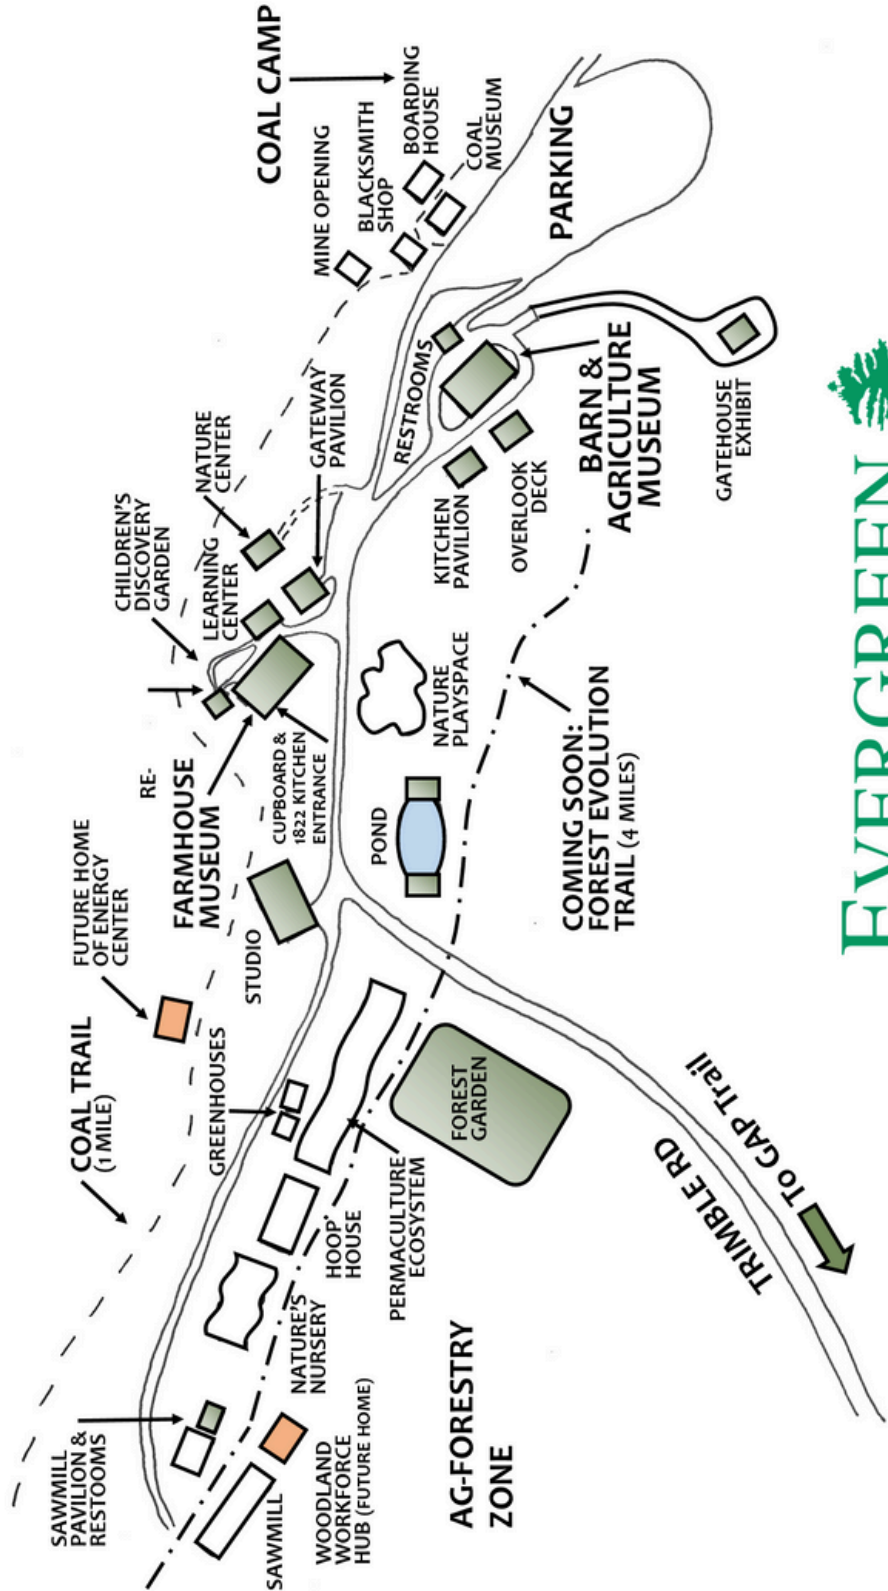 SAWMILL
PAVILION &
RESTOOMS
COAL TRAIL
(1 MILE)
FUTURE HOME
OF ENERGY
CENTER
RE-
CHILDREN'S
DISCOVERY
GARDEN
NATURE
CENTER
LEARNING
CENTER
GATEWAY
PAVILION
COAL CAMP
MINE OPENING
BLACKSMITH
SHOP
BOARDING
HOUSE
COAL
MUSEUM
GREENHOUSES
STUDIO
FARMHOUSE
MUSEUM
CUPBOARD &
1822 KITCHEN
ENTRANCE
SAWMILL
WOODLAND
WORKFORCE
HUB (FUTURE HOME)
NATURE'S
NURSERY
HOOP
HOUSE
PERMACULTURE
ECOSYSTEM
FOREST
GARDEN
POND
NATURE
PLAYSPACE
KITCHEN
PAVILION
OVERLOOK
DECK
RESTROOMS
PARKING
BARN &
AGRICULTURE
MUSEUM
GATEHOUSE
EXHIBIT
AG-FORESTRY
ZONE
COMING SOON:
FOREST EVOLUTION
TRAIL (4 MILES)
TRIMBLE RD
To GAP Trail
EVERGREEN